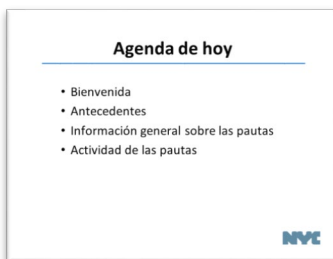 Agenda de hoy
• Bienvenida
• Antecedentes
• Información general sobre las pautas
• Actividad de las pautas
NYC